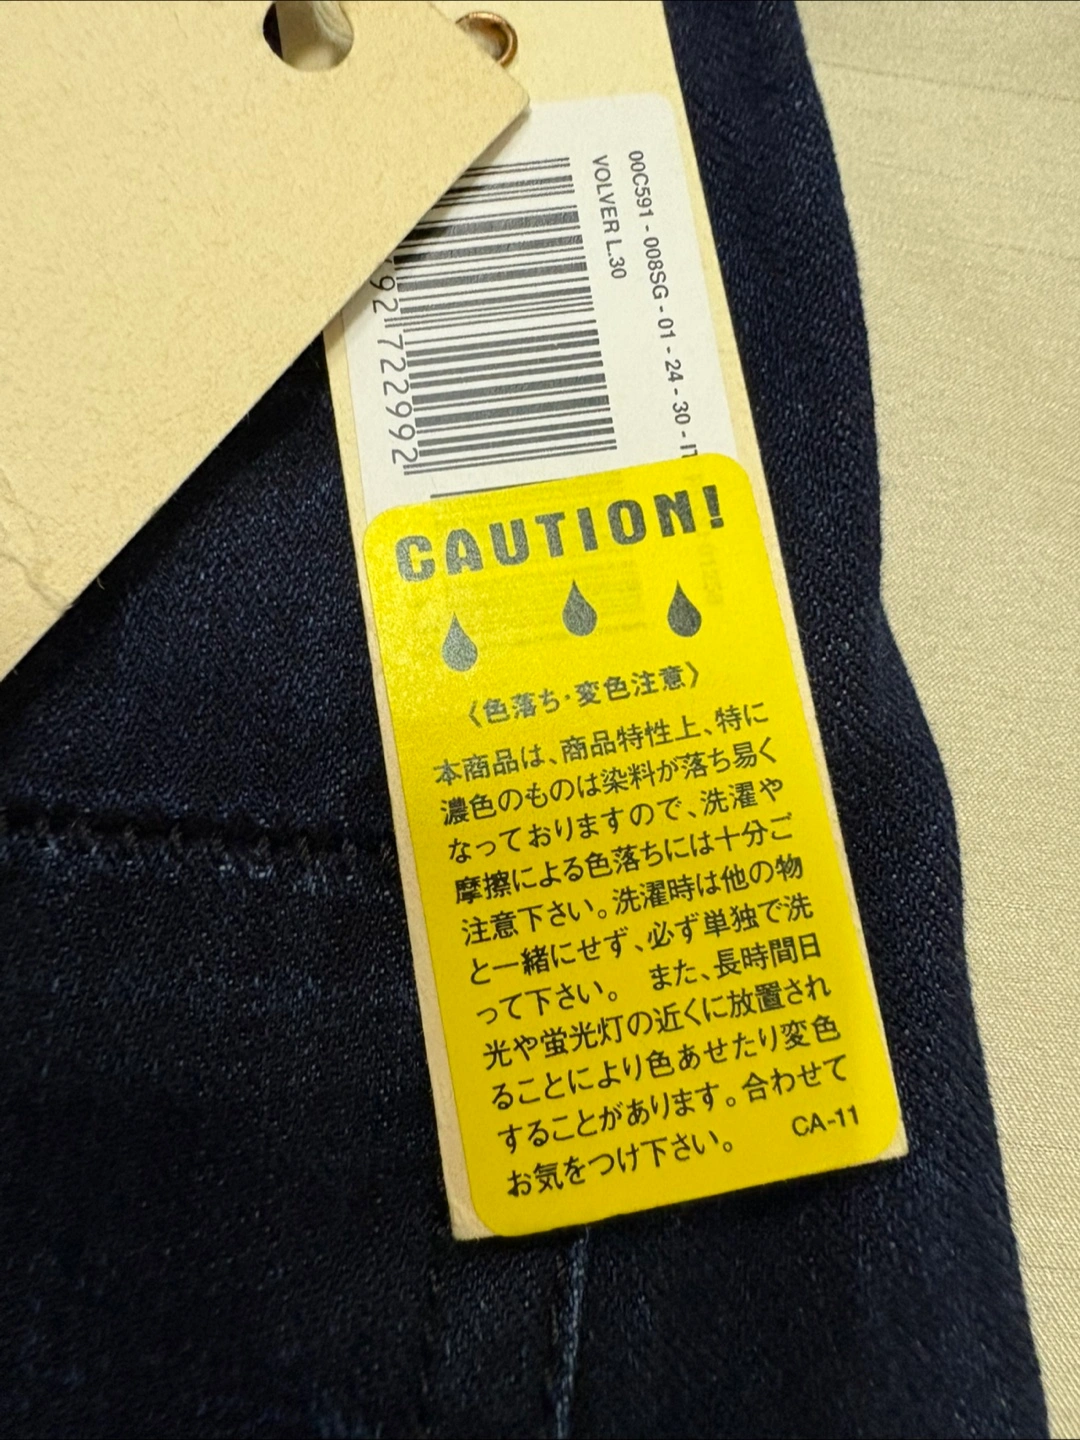 00C591 - 008SG - 01 - 24 - 30 -
VOLVER L.30
92 722992
CAUTION!
〈色落ち·変色注意〉
本商品は、商品特性上、特に
濃色のものは染料が落ち易く
なっておりますので、洗濯や
摩擦による色落ちには十分ご
注意下さい。洗濯時は他の物
と一緒にせず、必ず単独で洗
って下さい。 また、長時間日
光や蛍光灯の近くに放置され
ることにより色あせたり変色
することがあります。合わせて
お気をつけ下さい。
CA-11